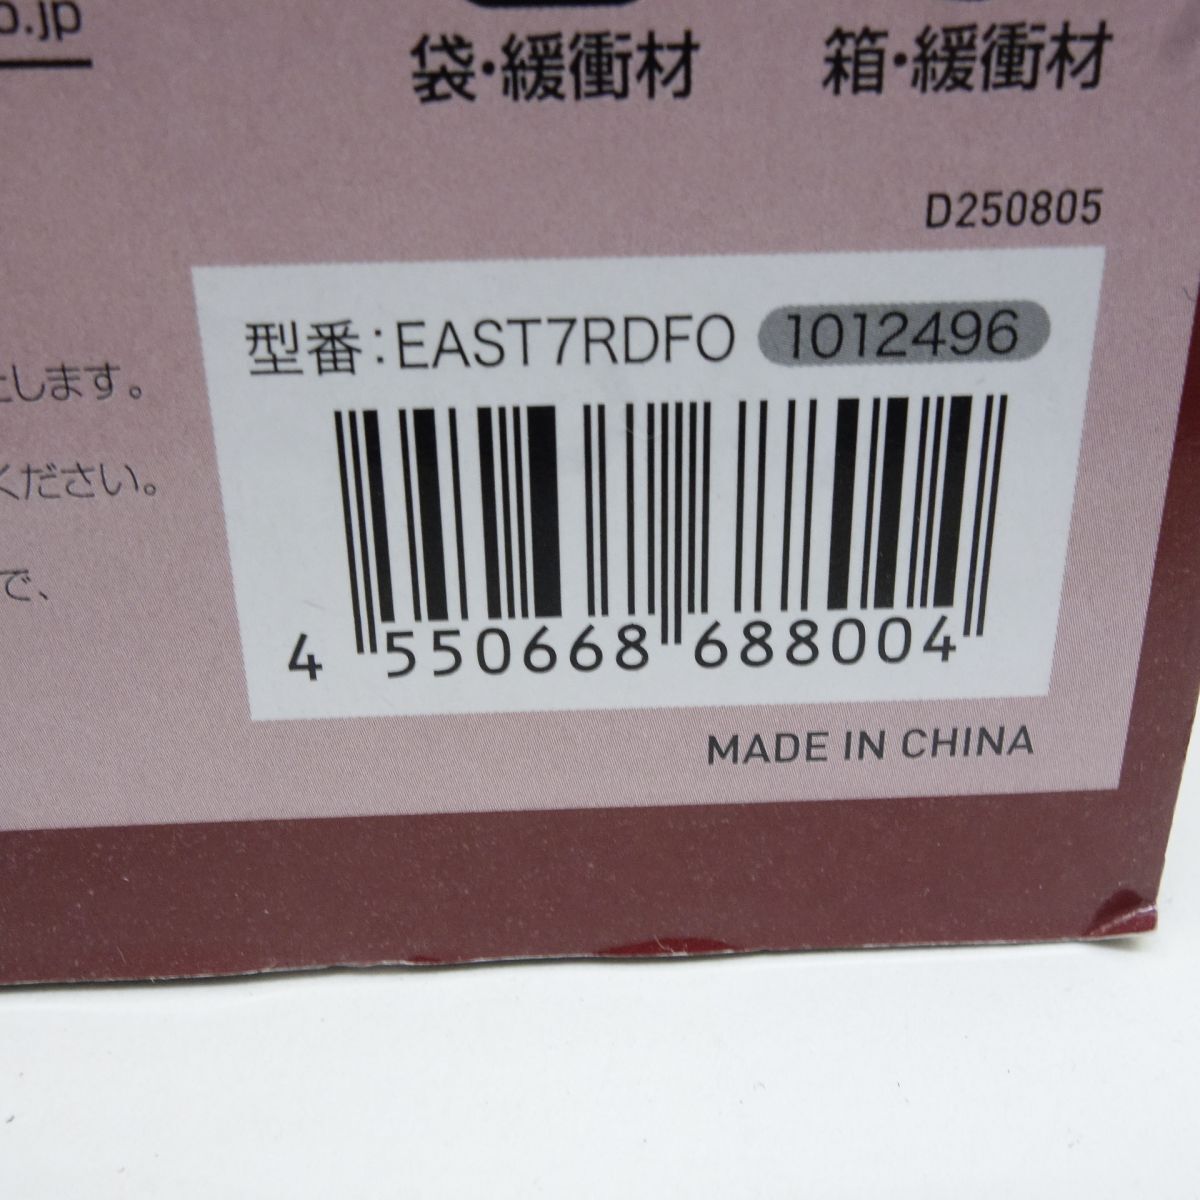 o.jp
袋・緩衝材
箱・緩衝材
D250805
型番:EAST7RDFO 1012496
します。
ください。
で、
4 550668 688004
MADE IN CHINA